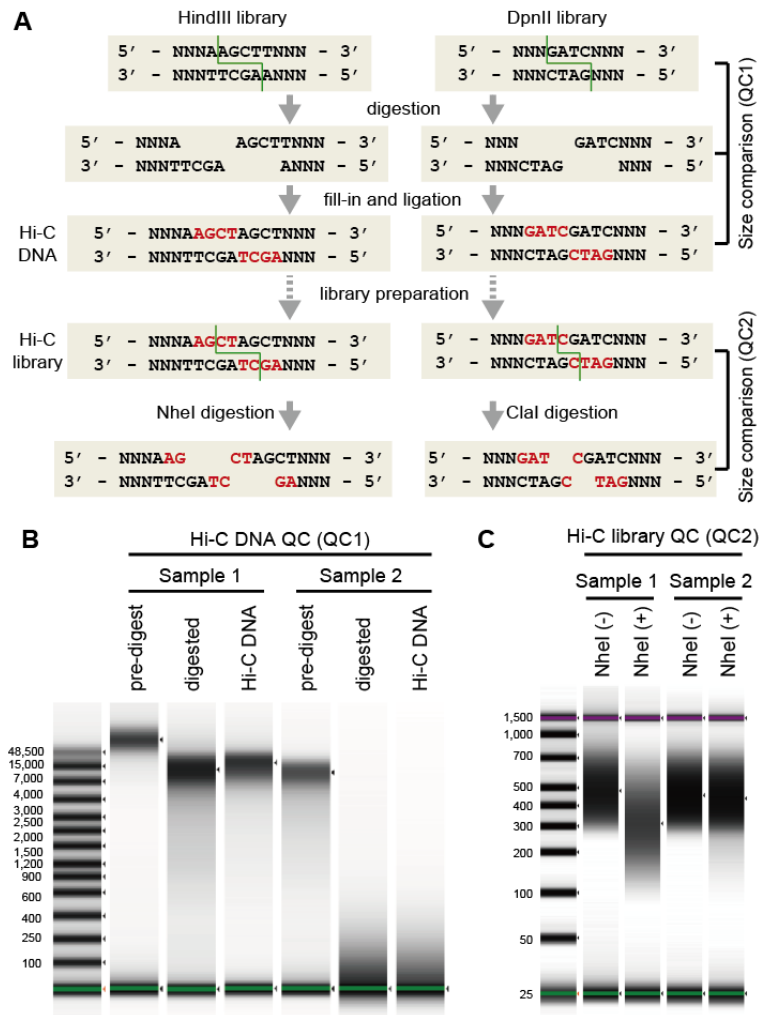 A
HindIII library
DpnII library
5′ - NNNAAGCTTNNN - 3′
3′ - NNNTTCGAANNN - 5′
5′ - NNNGATCNNN - 3′
3′ - NNNCTAGNNN - 5′
digestion
5′ - NNNA AGCTTNNN - 3′
3′ - NNNTTCGA ANNN - 5′
5′ - NNN GATCNNN - 3′
3′ - NNNCTAG NNN - 5′
Size comparison (QC1)
fill-in and ligation
Hi-C
DNA
5′ - NNNAAGCTAGCTNNN - 3′
3′ - NNNTTCGATCGANNN - 5′
5′ - NNNGATCGATCNNN - 3′
3′ - NNNCTAGCTAGNNN - 5′
library preparation
Hi-C
library
5′ - NNNAAGCTAGCTNNN - 3′
3′ - NNNTTCGATCGANNN - 5′
5′ - NNNGATCGATCNNN - 3′
3′ - NNNCTAGCTAGNNN - 5′
NheI digestion
ClaI digestion
5′ - NNNAAG CTAGCTNNN - 3′
3′ - NNNTTCGATC GANNN - 5′
5′ - NNNGAT CGATCNNN - 3′
3′ - NNNCTAGC TAGNNN - 5′
Size comparison (QC2)
B
Hi-C DNA QC (QC1)
Sample 1
Sample 2
pre-digest
digested
Hi-C DNA
pre-digest
digested
Hi-C DNA
48,500
15,000
7,000
4,000
3,000
2,500
2,000
1,500
1,200
900
600
400
250
100
C
Hi-C library QC (QC2)
Sample 1
Sample 2
NheI (-)
NheI (+)
NheI (-)
NheI (+)
1,500
1,000
700
500
400
300
200
100
50
25